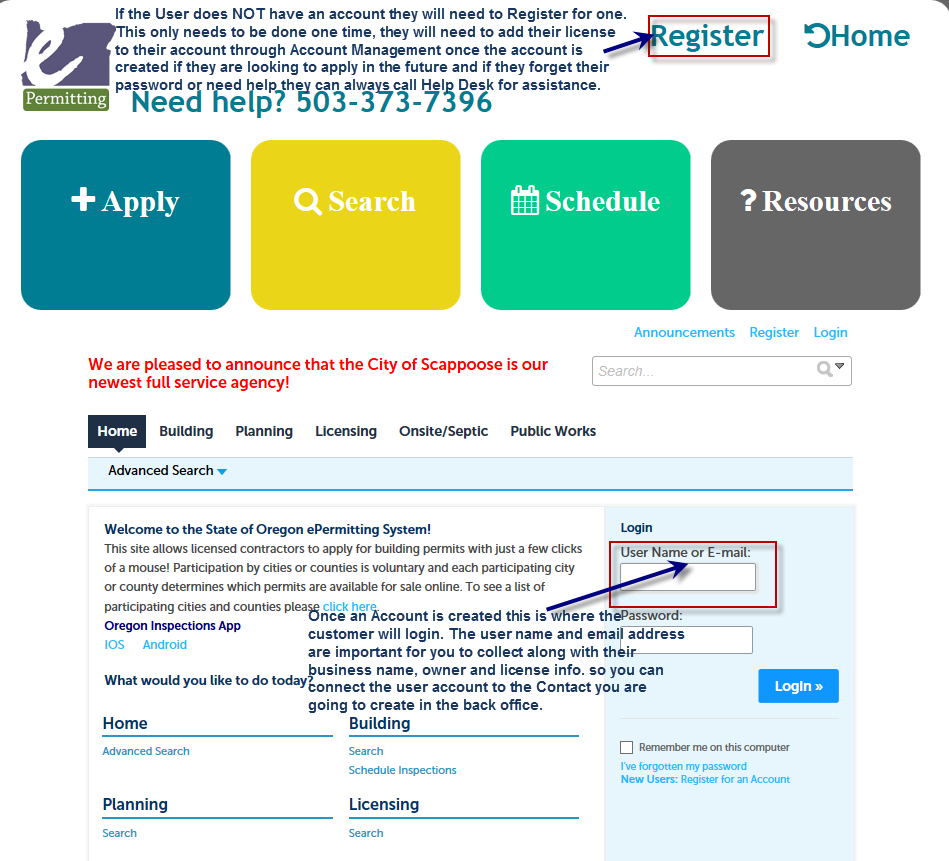 If the User does NOT have an account they will need to Register for one.
This only needs to be done one time, they will need to add their license
to their account through Account Management once the account is
created if they are looking to apply in the future and if they forget their
password or need help they can always call Help Desk for assistance.
Register
Home
e
Permitting
Need help? 503-373-7396
Apply
Search
Schedule
? Resources
Announcements Register Login
We are pleased to announce that the City of Scappoose is our
newest full service agency!
Search...
Home Building Planning Licensing Onsite/Septic Public Works
Advanced Search
Welcome to the State of Oregon ePermitting System!
This site allows licensed contractors to apply for building permits with just a few clicks
of a mouse! Participation by cities or counties is voluntary and each participating city
or county determines which permits are available for sale online. To see a list of
participating cities and counties please click here.
Oregon Inspections App
IOS Android
What would you like to do today?
Once an Account is created this is where the
customer will login. The user name and email address
are important for you to collect along with their
business name, owner and license info. so you can
connect the user account to the Contact you are
going to create in the back office.
Home
Advanced Search
Building
Search
Schedule Inspections
Planning
Search
Licensing
Search
Login
User Name or E-mail:
Password:
Login »
Remember me on this computer
I've forgotten my password
New Users: Register for an Account